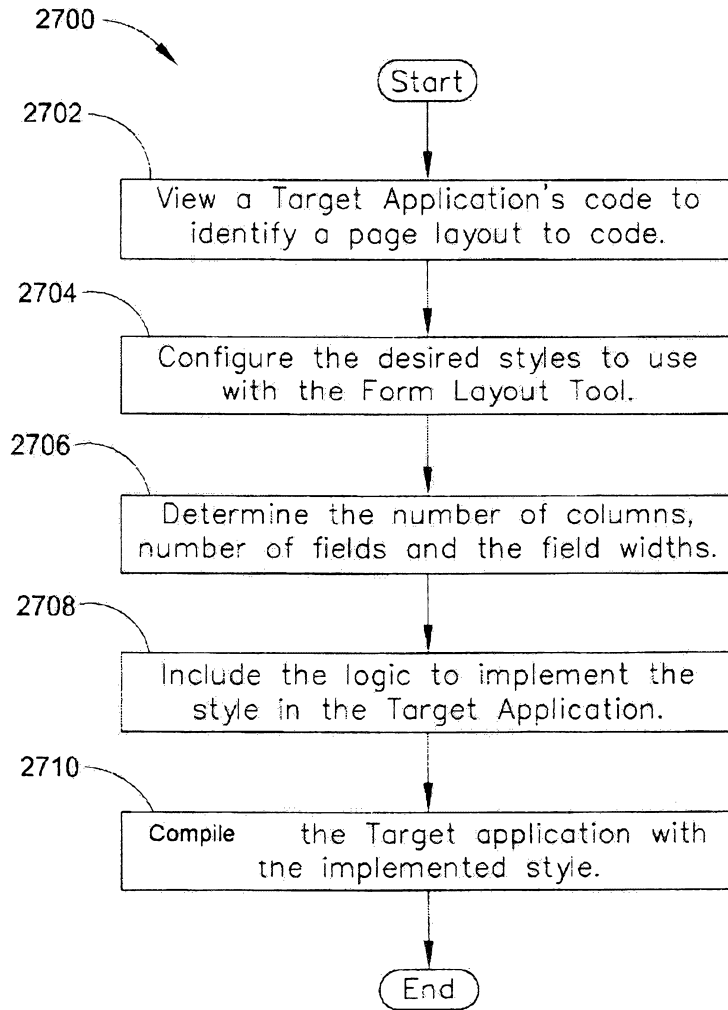 2700
Start
2702
View a Target Application's code to
identify a page layout to code.
2704
Configure the desired styles to use
with the Form Layout Tool.
2706
Determine the number of columns,
number of fields and the field widths.
2708
Include the logic to implement the
style in the Target Application.
2710
Compile the Target application with
the implemented style.
End